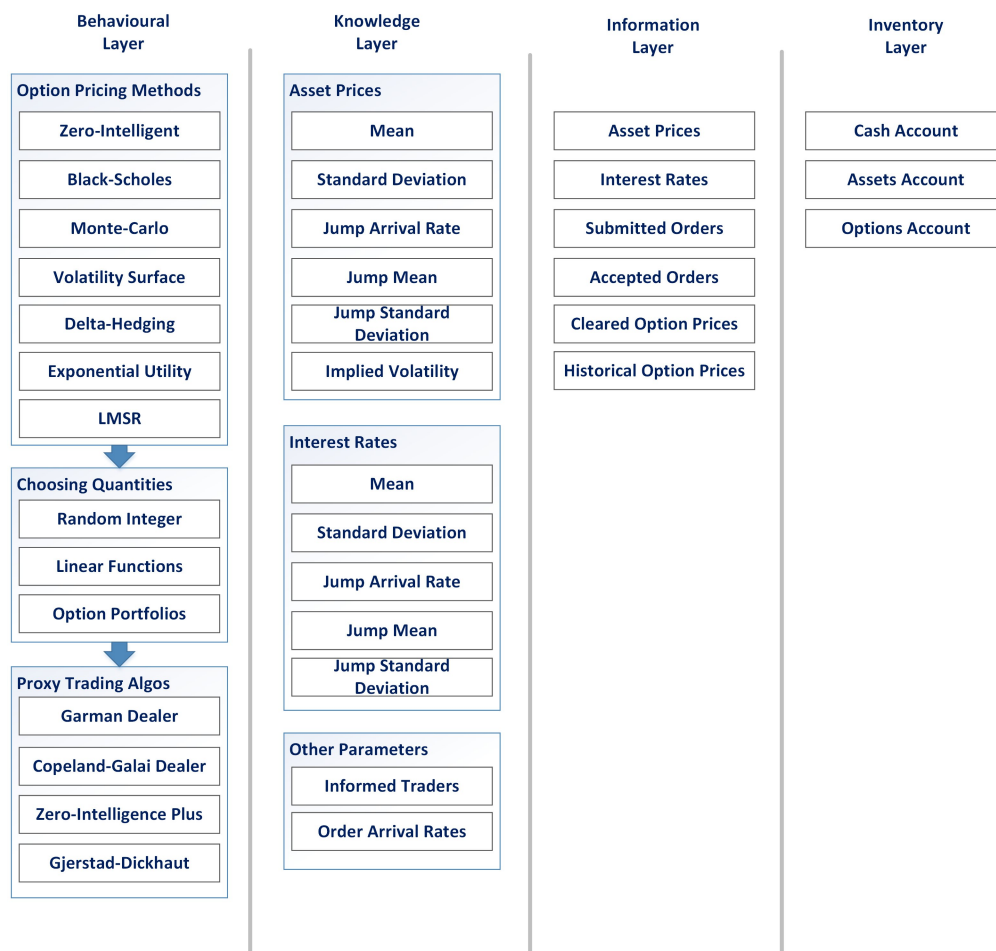 Behavioural
Layer
Option Pricing Methods
Zero-Intelligent
Black-Scholes
Monte-Carlo
Volatility Surface
Delta-Hedging
Exponential Utility
LMSR
Choosing Quantities
Random Integer
Linear Functions
Option Portfolios
Proxy Trading Algos
Garman Dealer
Copeland-Galai Dealer
Zero-Intelligence Plus
Gjerstad-Dickhaut
Knowledge
Layer
Asset Prices
Mean
Standard Deviation
Jump Arrival Rate
Jump Mean
Jump Standard
Deviation
Implied Volatility
Interest Rates
Mean
Standard Deviation
Jump Arrival Rate
Jump Mean
Jump Standard
Deviation
Other Parameters
Informed Traders
Order Arrival Rates
Information
Layer
Asset Prices
Interest Rates
Submitted Orders
Accepted Orders
Cleared Option Prices
Historical Option Prices
Inventory
Layer
Cash Account
Assets Account
Options Account